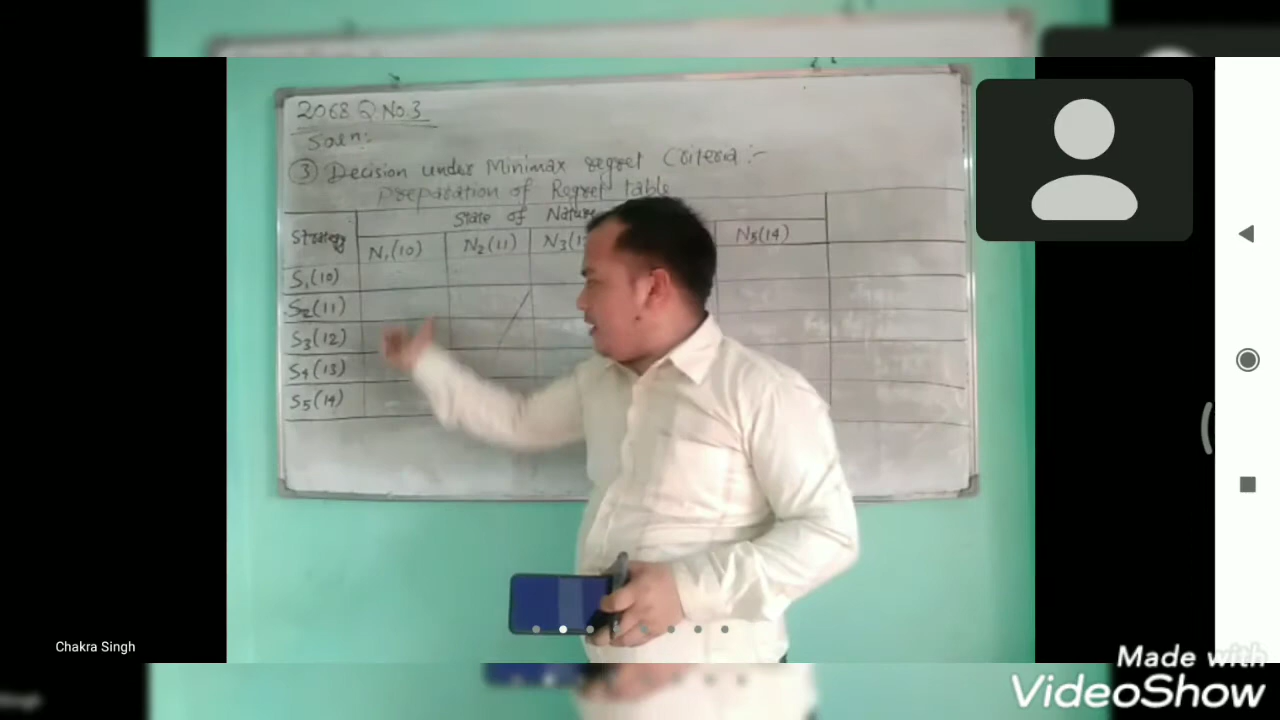 2068 Q.No.3
Soln:
③ Decision under Minimax regret Criteria :-
Preparation of Regret table
Strategy State of Nature
N₁(10) N₂(11) N₃(1 N₅(14)
S₁(10)
S₂(11)
S₃(12)
S₄(13)
S₅(14)
Chakra Singh
Made with
VideoShow